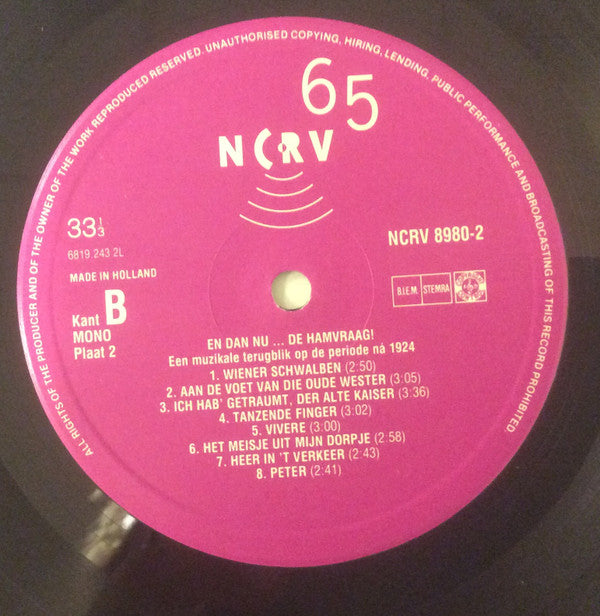 ALL RIGHTS OF THE PRODUCER AND OF THE OWNER OF THE WORK REPRODUCED RESERVED. UNAUTHORISED COPYING, HIRING, LENDING, PUBLIC PERFORMANCE AND BROADCASTING OF THIS RECORD PROHIBITED
65
NCRV
33 1/3
6819.243 2L
MADE IN HOLLAND
Kant B
MONO
Plaat 2
NCRV 8980-2
B.I.E.M. STEMRA
EN DAN NU ... DE HAMVRAAG!
Een muzikale terugblik op de periode ná 1924
1. WIENER SCHWALBEN (2:50)
2. AAN DE VOET VAN DIE OUDE WESTER (3:05)
3. ICH HAB' GETRAUMT, DER ALTE KAISER (3:36)
4. TANZENDE FINGER (3:02)
5. VIVERE (3:00)
6. HET MEISJE UIT MIJN DORPJE (2:58)
7. HEER IN 'T VERKEER (2:43)
8. PETER (2:41)